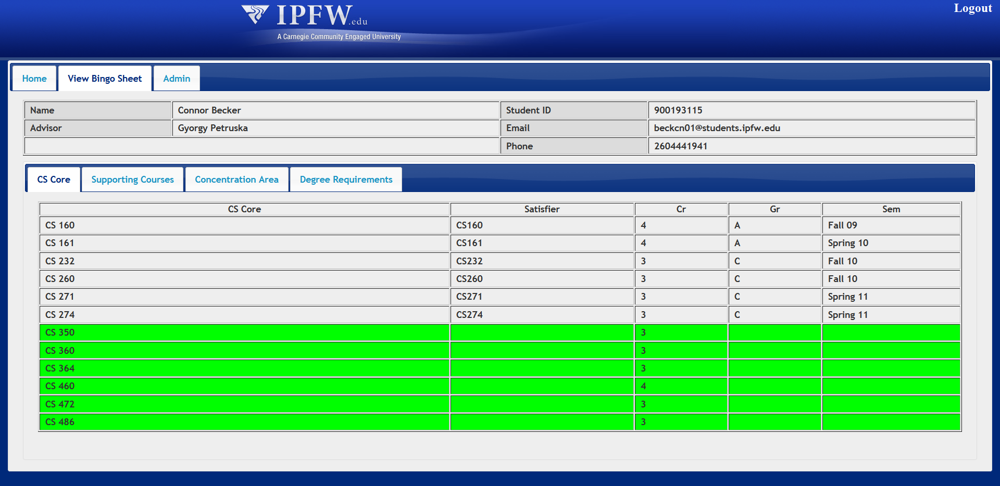 Logout
IPFW.edu
A Carnegie Community Engaged University
Home View Bingo Sheet Admin
Name Connor Becker Student ID 900193115
Advisor Gyorgy Petruska Email beckcn01@students.ipfw.edu
Phone 2604441941
CS Core Supporting Courses Concentration Area Degree Requirements
CS Core Satisfier Cr Gr Sem
CS 160 CS160 4 A Fall 09
CS 161 CS161 4 A Spring 10
CS 232 CS232 3 C Fall 10
CS 260 CS260 3 C Fall 10
CS 271 CS271 3 C Spring 11
CS 274 CS274 3 C Spring 11
CS 350 3
CS 360 3
CS 364 3
CS 460 4
CS 472 3
CS 486 3